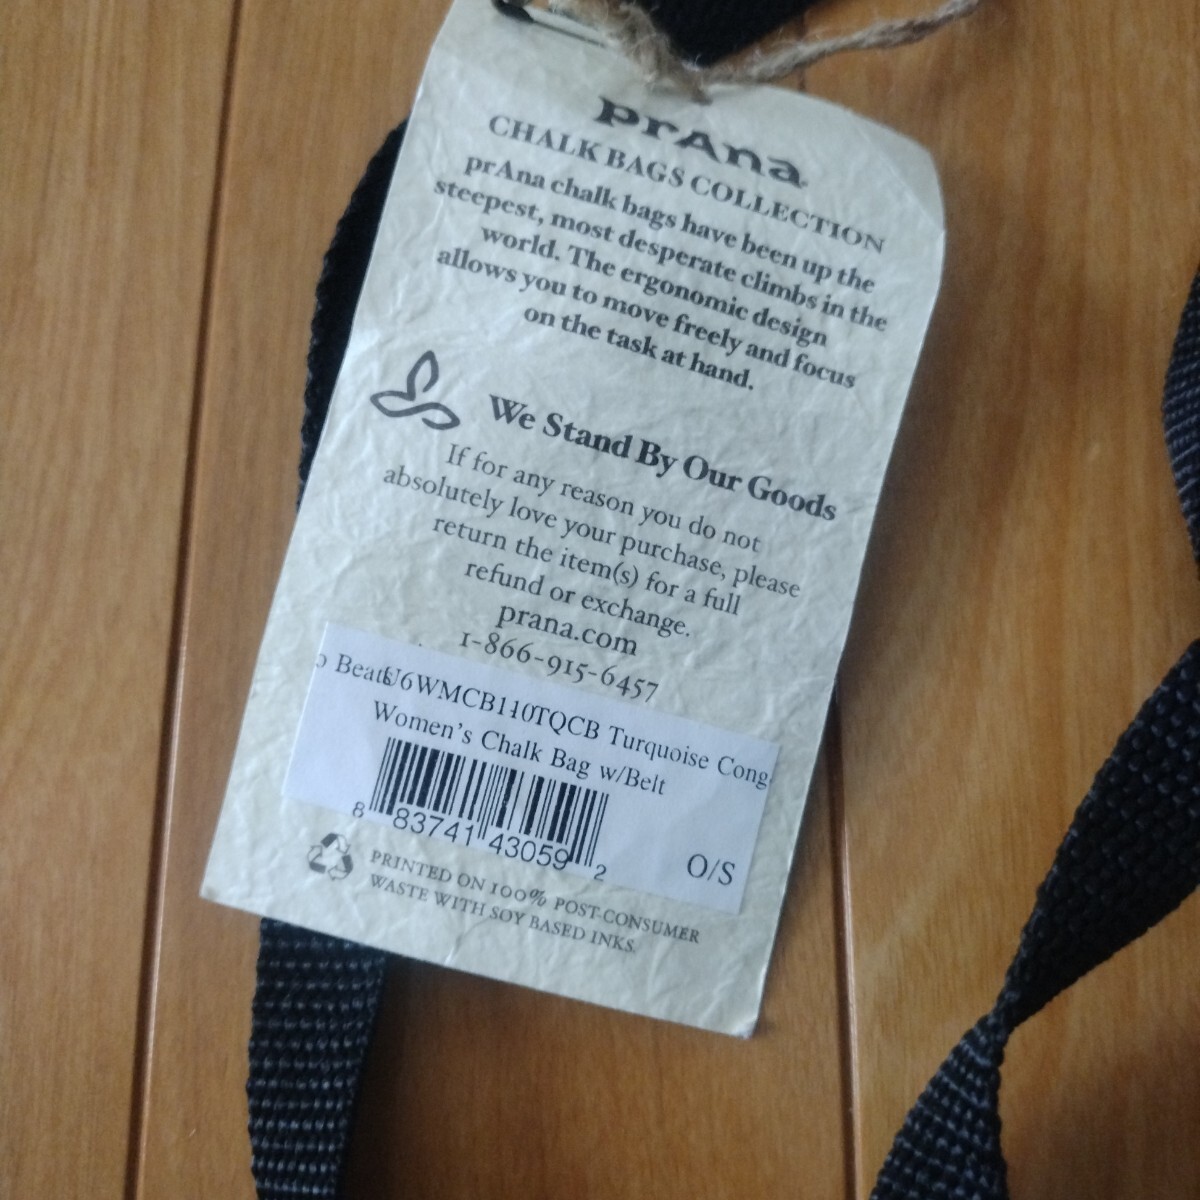 prAna
CHALK BAGS COLLECTION
prAna chalk bags have been up the
steepest, most desperate climbs in the
world. The ergonomic design
allows you to move freely and focus
on the task at hand.
We Stand By Our Goods
If for any reason you do not
absolutely love your purchase, please
return the item(s) for a full
refund or exchange.
prana.com
1-866-915-6457
o Beats U6WMCB110TQCB Turquoise Cong
Women's Chalk Bag w/Belt
8 83741 43059 2
O/S
PRINTED ON 100% POST-CONSUMER
WASTE WITH SOY BASED INKS.